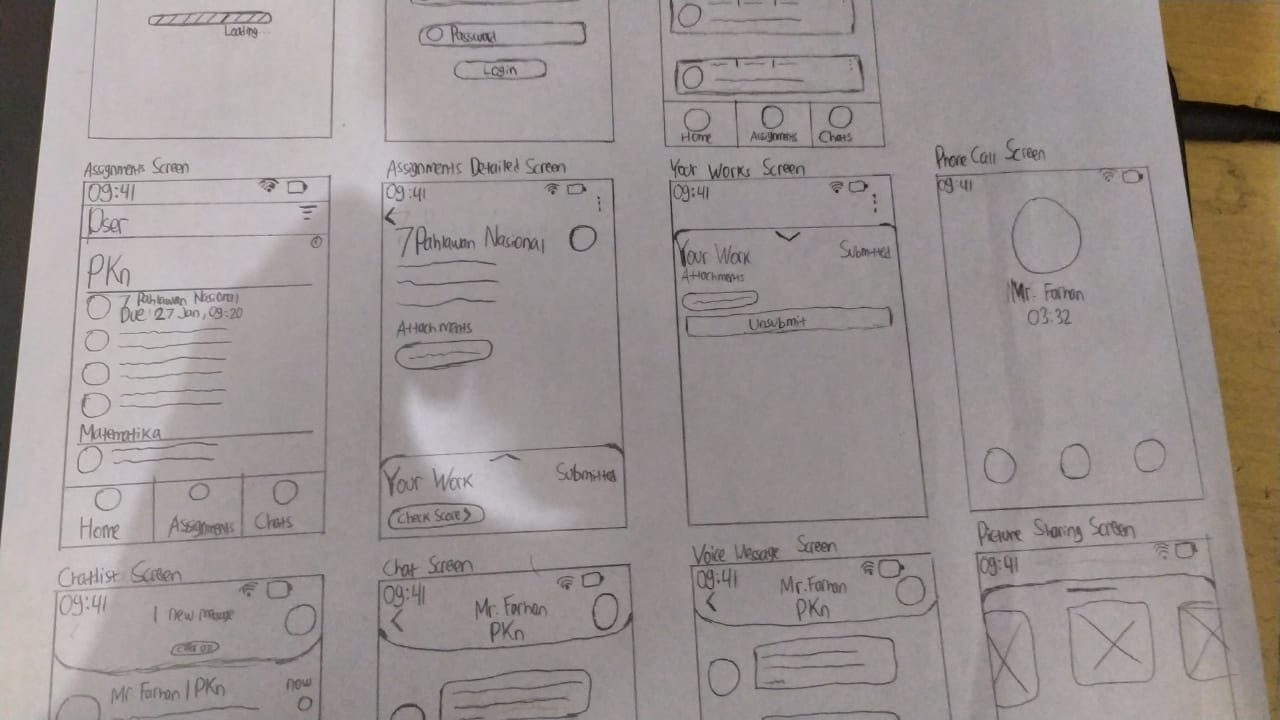 Loading...
Password
Login
Home Assignments Chats
Assignments Screen
09:41
User
PKn
7 Pahlawan Nasional
Due 27 Jan, 09:20
Matematika
Home Assignments Chats
Assignments Detailed Screen
09:41
7 Pahlawan Nasional
Attachments
Your Work Submitted
Check Score >
Your Works Screen
09:41
Your Work Submitted
Attachments
Unsubmit
Phone Call Screen
09:41
Mr. Farhan
03:32
Chatlist Screen
09:41
1 new message
Mr. Farhan | PKn now
Chat Screen
09:41
Mr. Farhan
PKn
Voice Message Screen
09:41
Mr. Farhan
PKn
Picture Sharing Screen
09:41